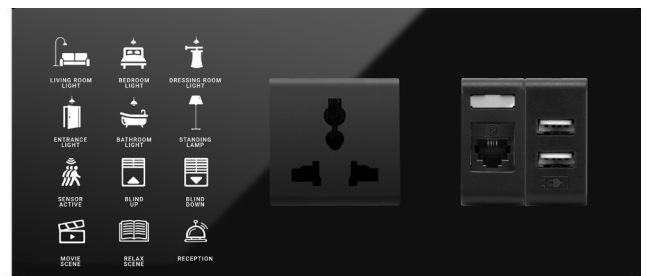 LIVING ROOM
LIGHT
BEDROOM
LIGHT
DRESSING ROOM
LIGHT
ENTRANCE
LIGHT
BATHROOM
LIGHT
STANDING
LAMP
SENSOR
ACTIVE
BLIND
UP
BLIND
DOWN
MOVIE
SCENE
RELAX
SCENE
RECEPTION